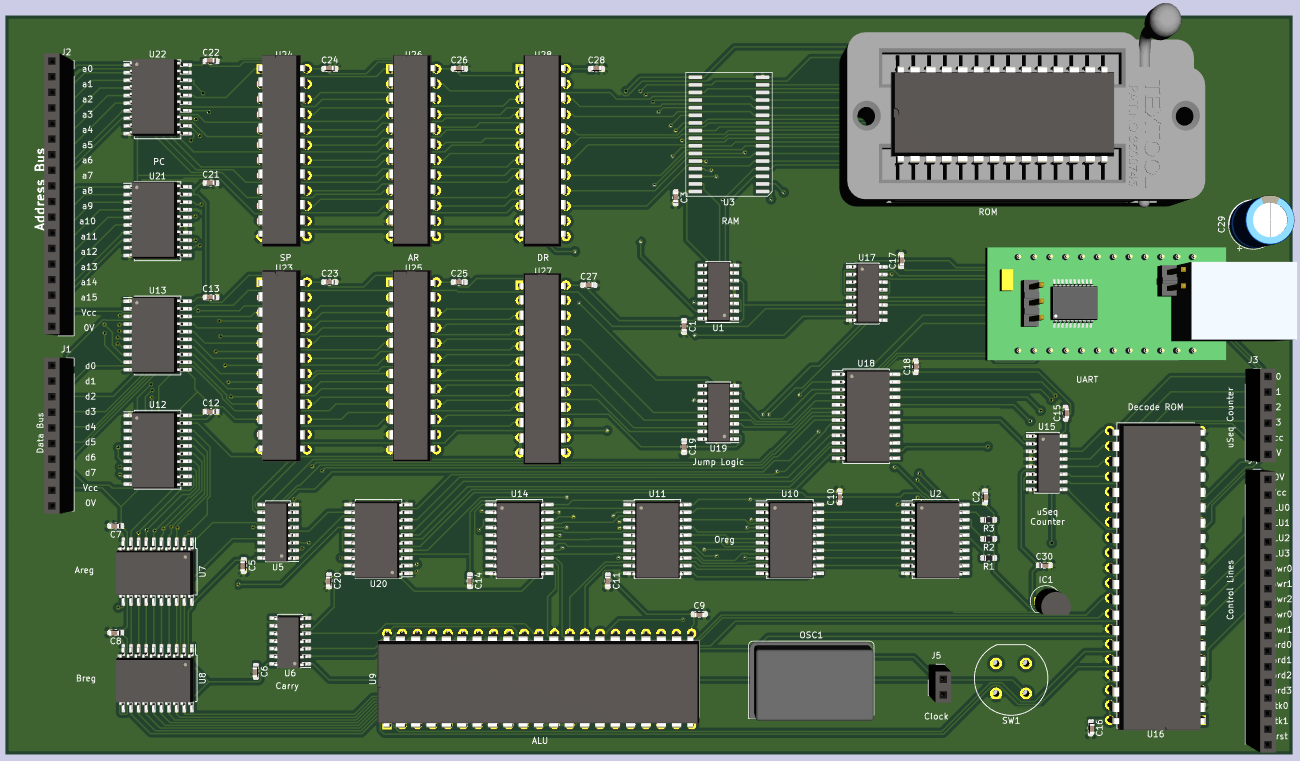 J2
U22
C22
U24
C24
U26
C26
U28
C28
a0
a1
a2
a3
a4
a5
a6
a7
a8
a9
a10
a11
a12
a13
a14
a15
Vcc
0V
Address Bus
PC
U21
C21
SP
AR
DR
C3
U3
RAM
TEXTOOL
ROM
C29
+
U13
C13
U23
C23
U25
C25
U27
C27
C1
U1
U17
C17
UART
J1
d0
d1
d2
d3
d4
d5
d6
d7
Vcc
0V
Data Bus
U12
C12
C19
U19
Jump Logic
U18
C18
C15
U15
uSeq
Counter
Decode ROM
J3
0
1
2
3
cc
V
uSeq Counter
C7
Areg
U7
C5
U5
C20
U20
C14
U14
C11
U11
Oreg
U10
C10
U2
C2
R3
R2
R1
C30
IC1
0V
cc
LU0
LU1
LU2
LU3
wr0
wr1
wr2
wr0
wr1
rd0
rd1
rd2
rd3
lk0
lk1
rst
Control Lines
C8
Breg
U8
C6
U6
Carry
U9
ALU
C9
OSC1
J5
Clock
SW1
C16
U16